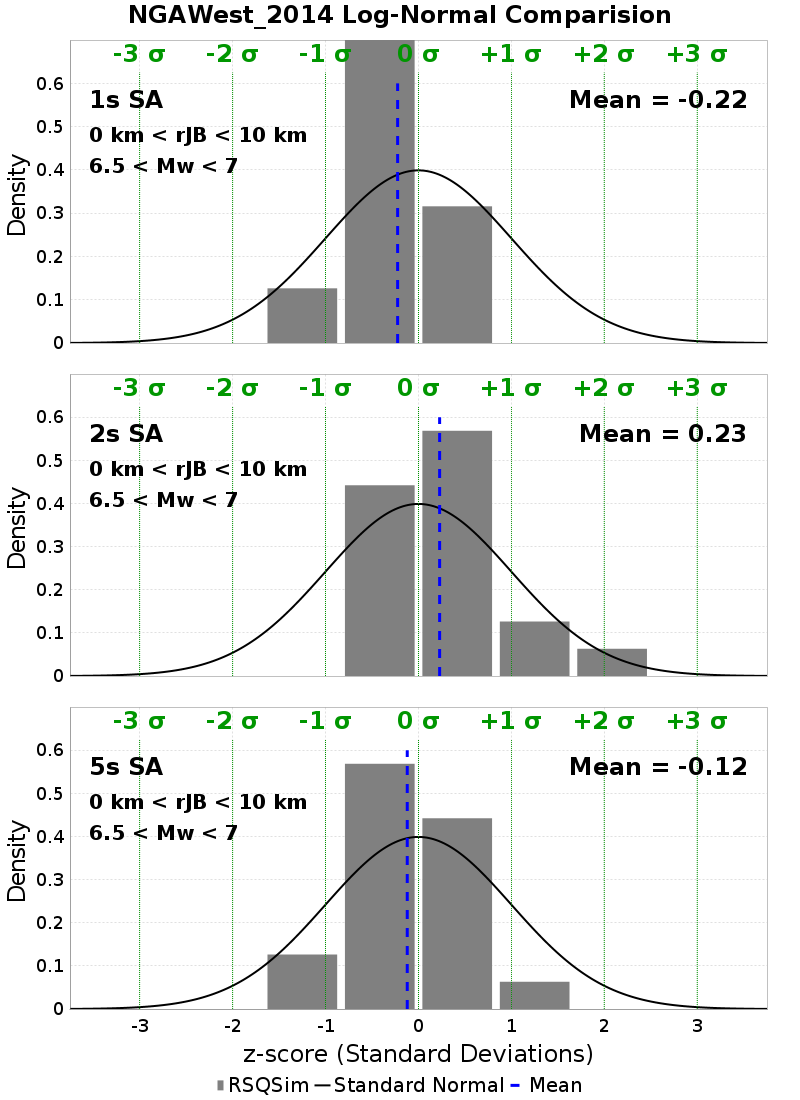 NGAWest_2014 Log-Normal Comparision
-3 σ -2 σ -1 σ 0 σ +1 σ +2 σ +3 σ
1s SA Mean = -0.22
0 km < rJB < 10 km
6.5 < Mw < 7
0.6
0.5
0.4
0.3
0.2
0.1
0
Density
-3 σ -2 σ -1 σ 0 σ +1 σ +2 σ +3 σ
2s SA Mean = 0.23
0 km < rJB < 10 km
6.5 < Mw < 7
0.6
0.5
0.4
0.3
0.2
0.1
0
Density
-3 σ -2 σ -1 σ 0 σ +1 σ +2 σ +3 σ
5s SA Mean = -0.12
0 km < rJB < 10 km
6.5 < Mw < 7
0.6
0.5
0.4
0.3
0.2
0.1
0
Density
-3 -2 -1 0 1 2 3
z-score (Standard Deviations)
RSQSim Standard Normal Mean